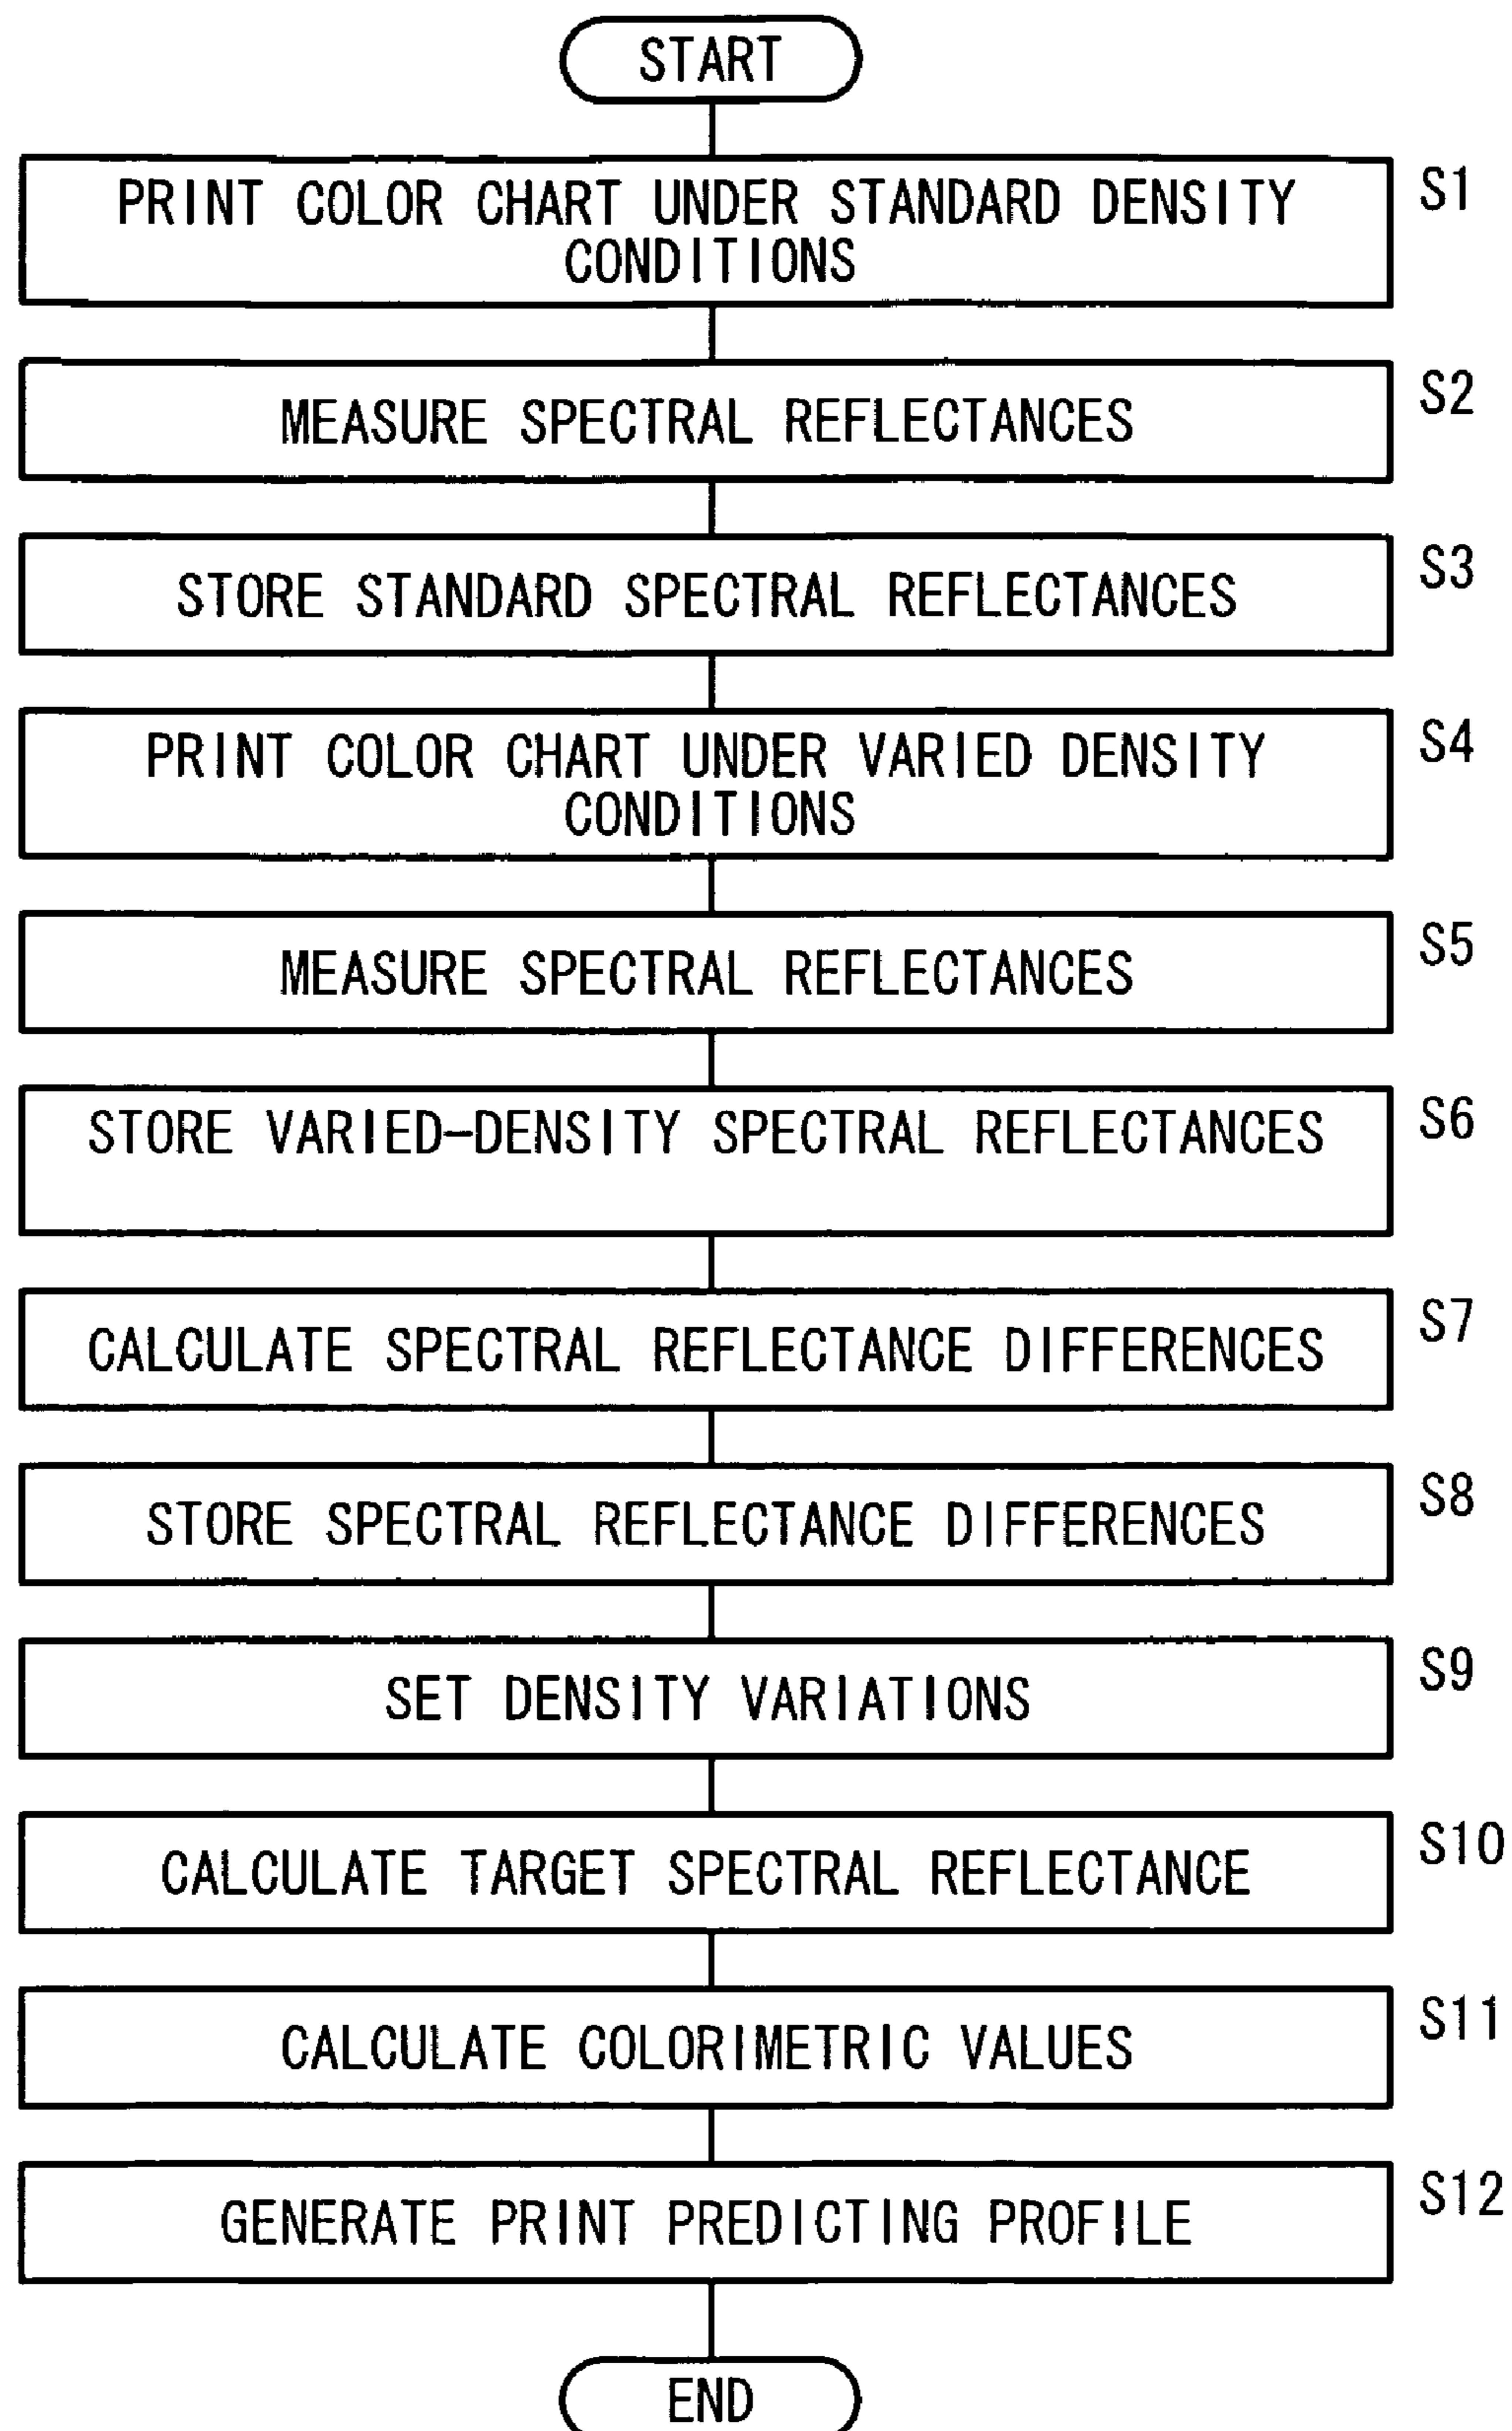 START
PRINT COLOR CHART UNDER STANDARD DENSITY
CONDITIONS
S1
MEASURE SPECTRAL REFLECTANCES
S2
STORE STANDARD SPECTRAL REFLECTANCES
S3
PRINT COLOR CHART UNDER VARIED DENSITY
CONDITIONS
S4
MEASURE SPECTRAL REFLECTANCES
S5
STORE VARIED-DENSITY SPECTRAL REFLECTANCES
S6
CALCULATE SPECTRAL REFLECTANCE DIFFERENCES
S7
STORE SPECTRAL REFLECTANCE DIFFERENCES
S8
SET DENSITY VARIATIONS
S9
CALCULATE TARGET SPECTRAL REFLECTANCE
S10
CALCULATE COLORIMETRIC VALUES
S11
GENERATE PRINT PREDICTING PROFILE
S12
END